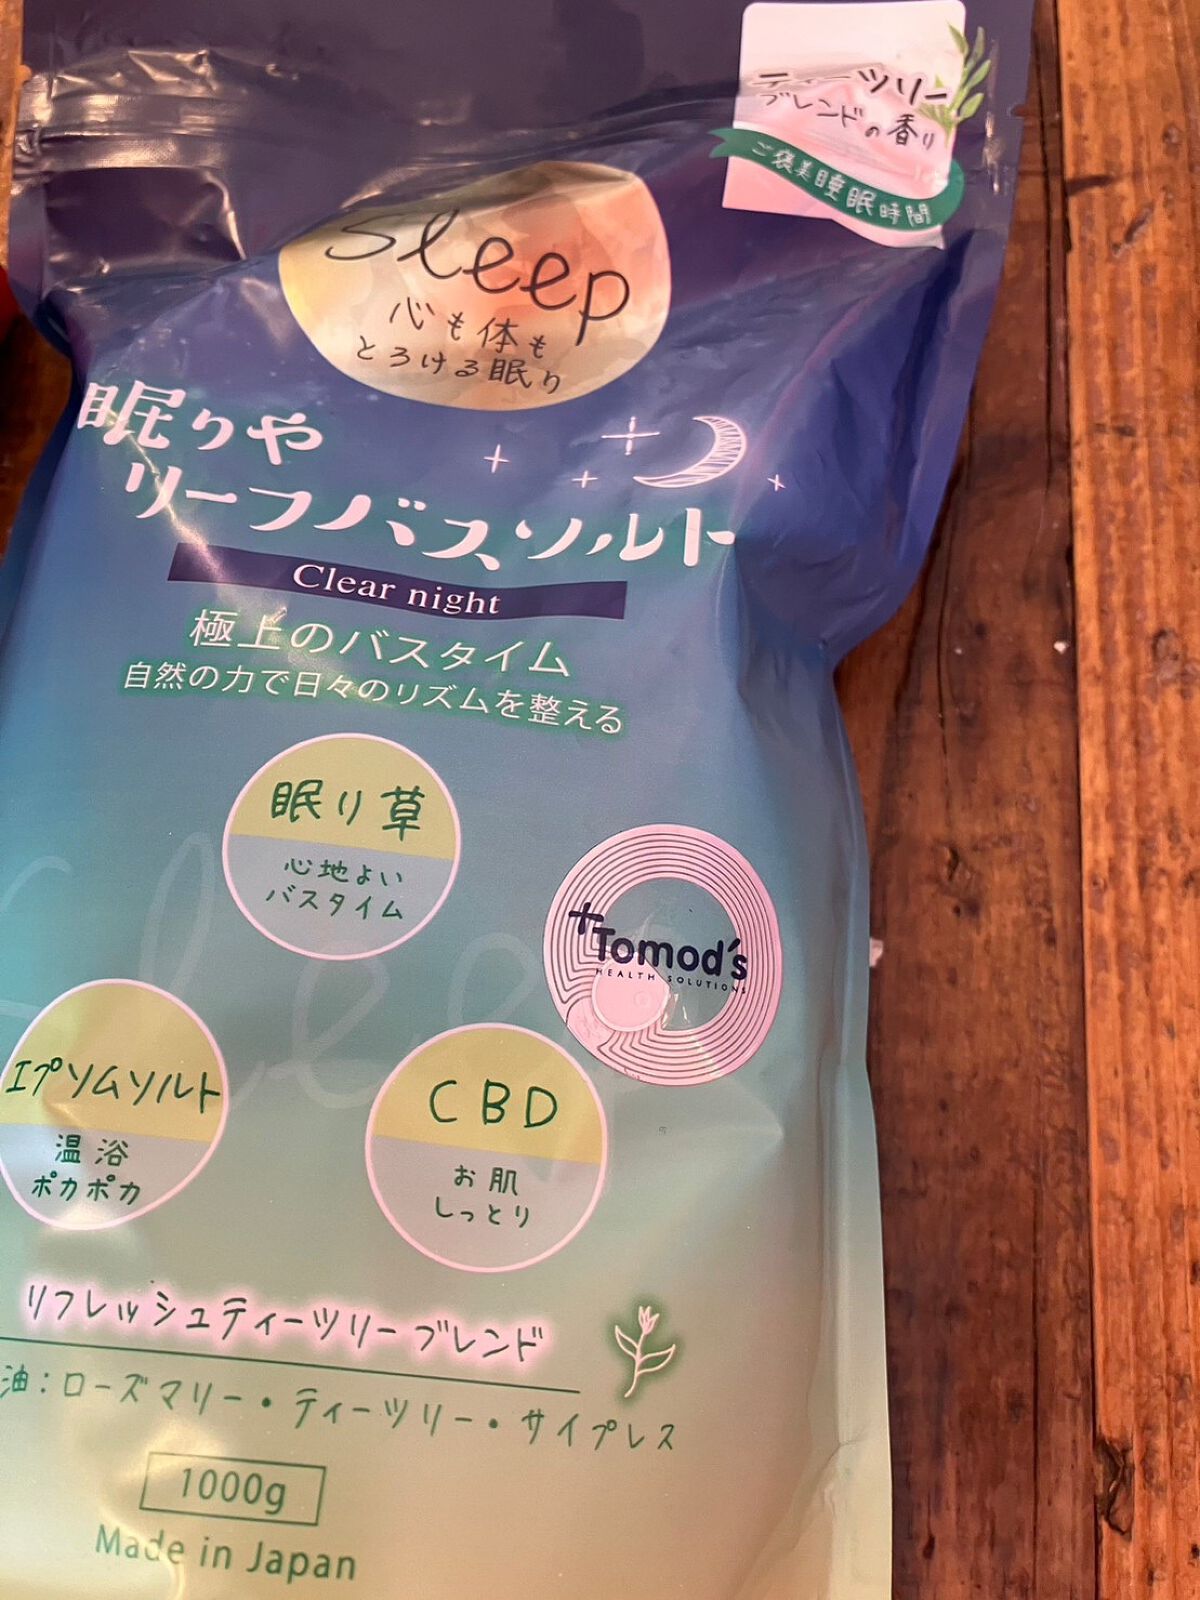 ティーツリー
ブレンドの香り
ご褒美睡眠時間
sleep
心も体も
とろける眠り
眠りや
リーフバスソルト
Clear night
極上のバスタイム
自然の力で日々のリズムを整える
眠り草
心地よい
バスタイム
Tomod's
HEALTH SOLUTIONS
エプソムソルト
温浴
ポカポカ
CBD
お肌
しっとり
リフレッシュティーツリーブレンド
油:ローズマリー・ティーツリー・サイプレス
1000g
Made in Japan